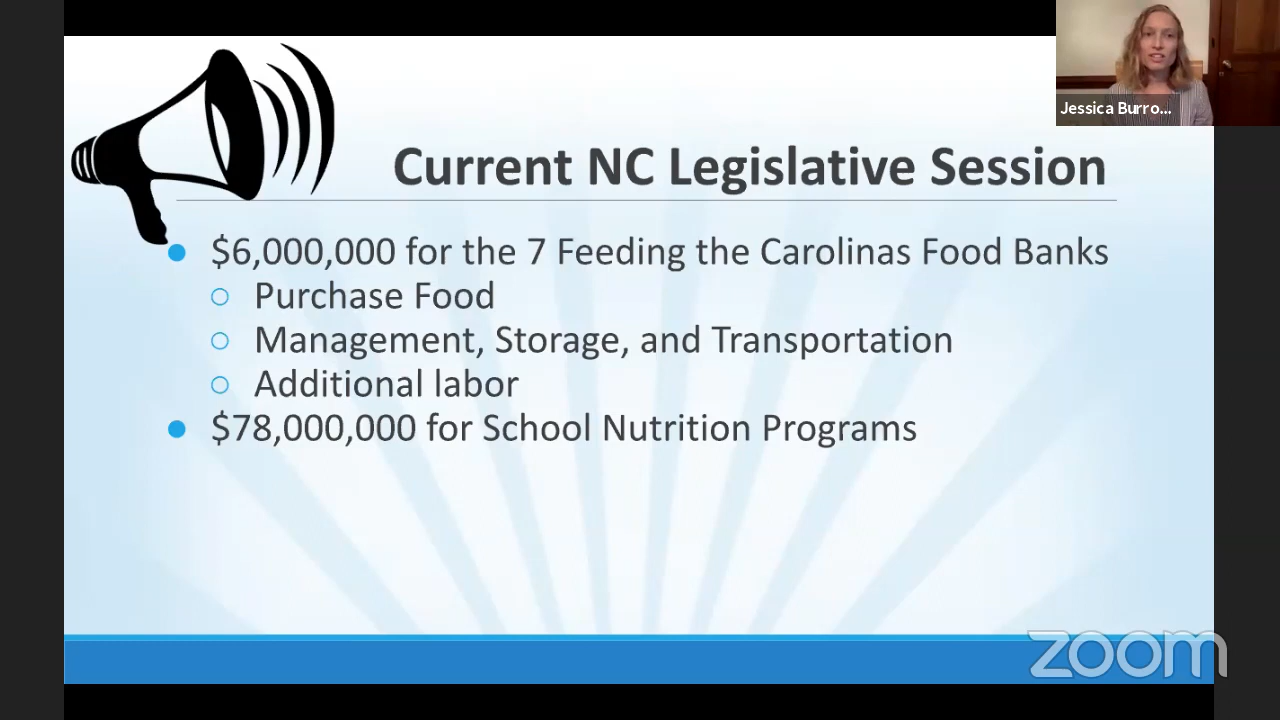 Jessica Burro...
Current NC Legislative Session
$6,000,000 for the 7 Feeding the Carolinas Food Banks
Purchase Food
Management, Storage, and Transportation
Additional labor
$78,000,000 for School Nutrition Programs
zoom